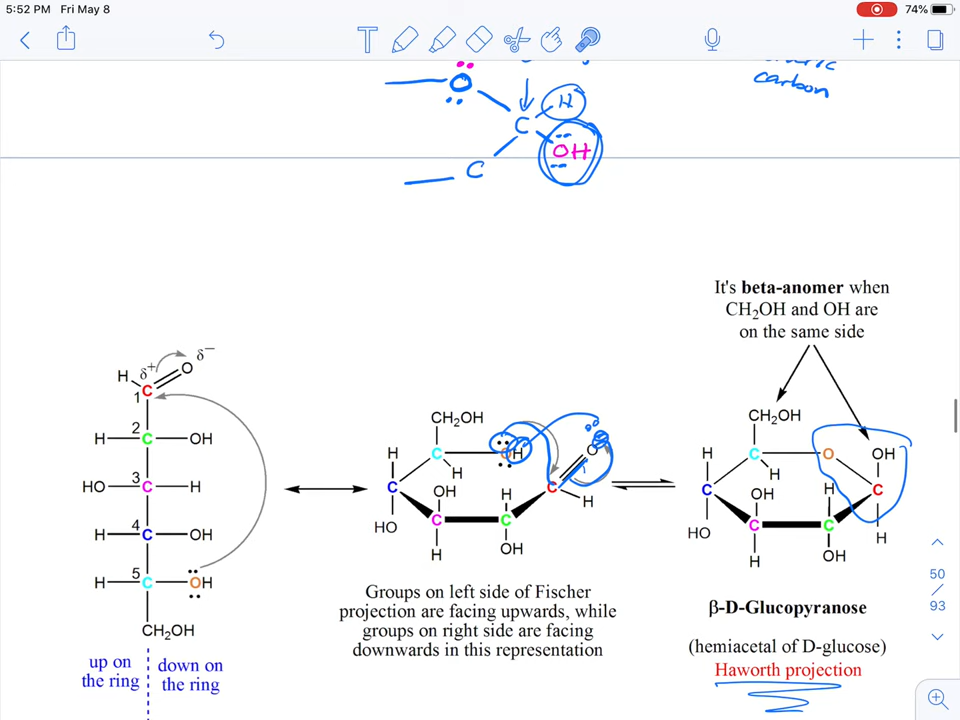 5:52 PM Fri May 8
74%
carbon
O
C
H
OH
C
It's beta-anomer when
CH₂OH and OH are
on the same side
H δ⁺ O δ⁻
1 C
2
H C OH
3
HO C H
4
H C OH
5
H C OH
CH₂OH
up on
the ring
down on
the ring
CH₂OH
H C OH O
H
C OH H C
H
HO C C
H OH
Groups on left side of Fischer
projection are facing upwards, while
groups on right side are facing
downwards in this representation
CH₂OH
H C O OH
H
C OH H C
HO C C H
H OH
β-D-Glucopyranose
(hemiacetal of D-glucose)
Haworth projection
50
/
93